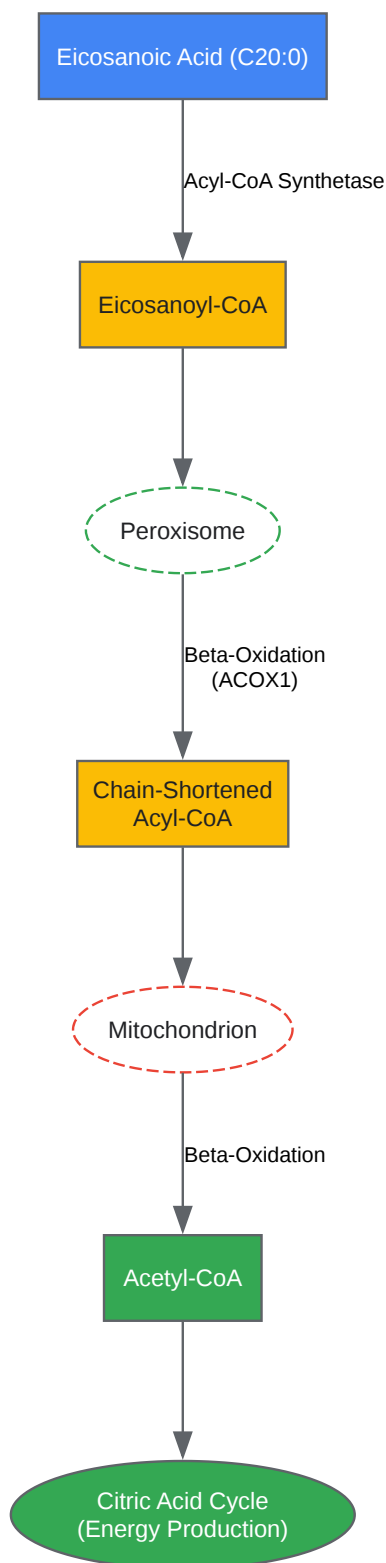 Eicosanoic Acid (C20:0)
Acyl-CoA Synthetase
Eicosanoyl-CoA
Peroxisome
Beta-Oxidation
(ACOX1)
Chain-Shortened
Acyl-CoA
Mitochondrion
Beta-Oxidation
Acetyl-CoA
Citric Acid Cycle
(Energy Production)